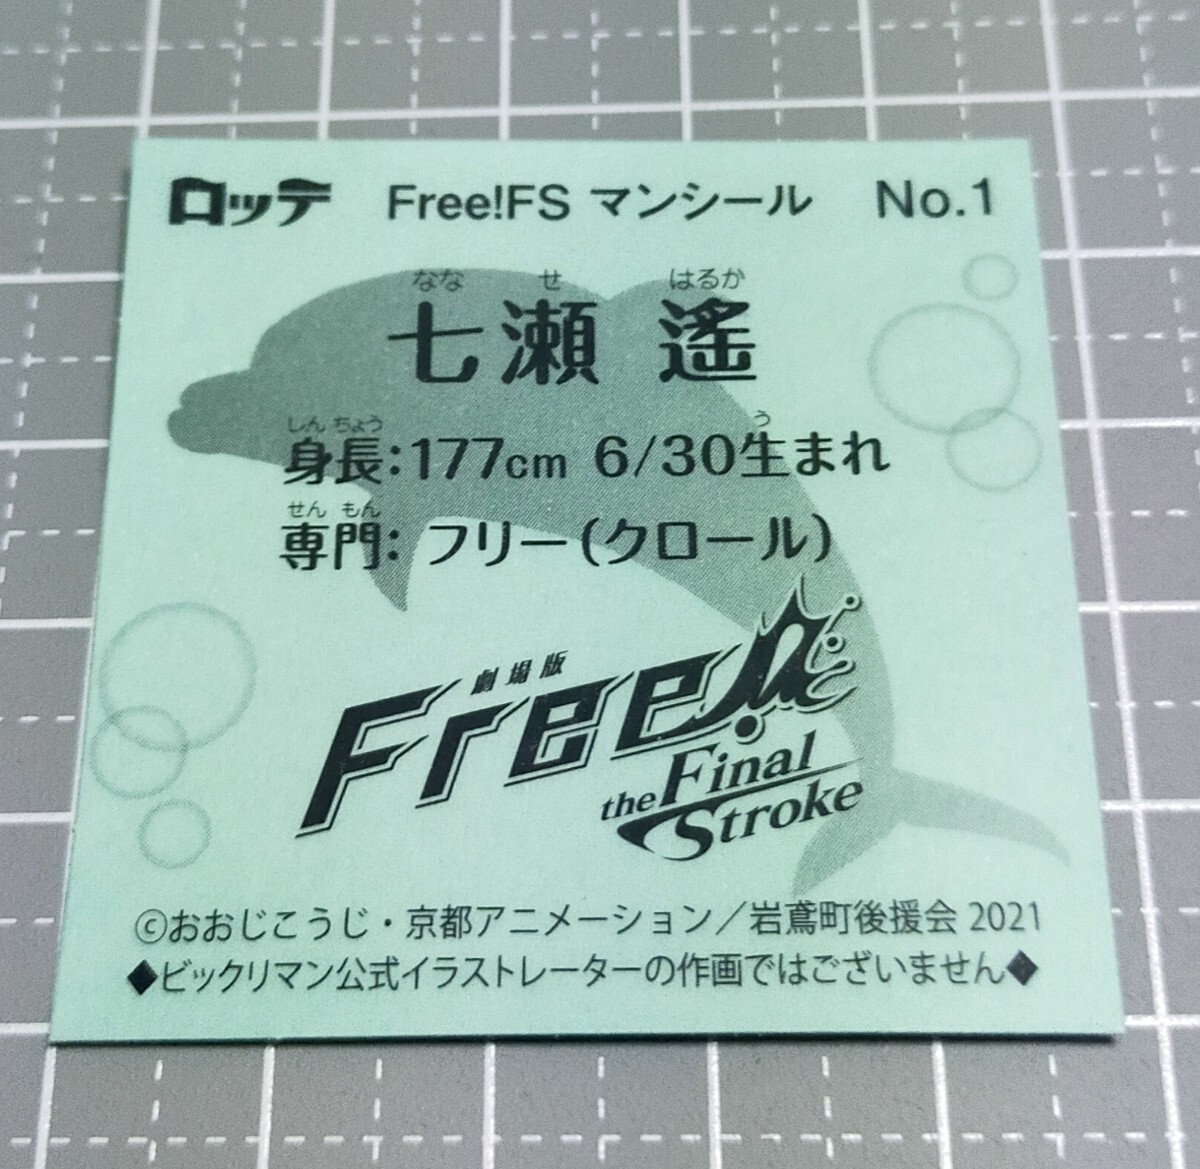 ロッテ Free!FS マンシール No.1
なな せ はるか
七瀬 遙
しんちょう う
身長:177cm 6/30生まれ
せんもん
専門: フリー(クロール)
劇場版
Free!
the Final
Stroke
©おおじこうじ・京都アニメーション/岩鳶町後援会 2021
◆ビックリマン公式イラストレーターの作画ではございません◆